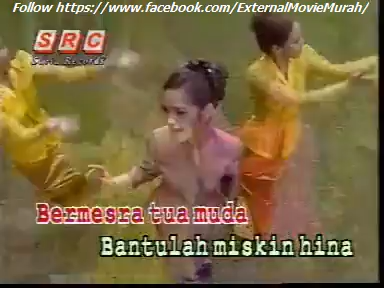 Follow https://www.facebook.com/ExternalMovieMurah/
SRC
Bermesra tua muda
Bantulah miskin hina